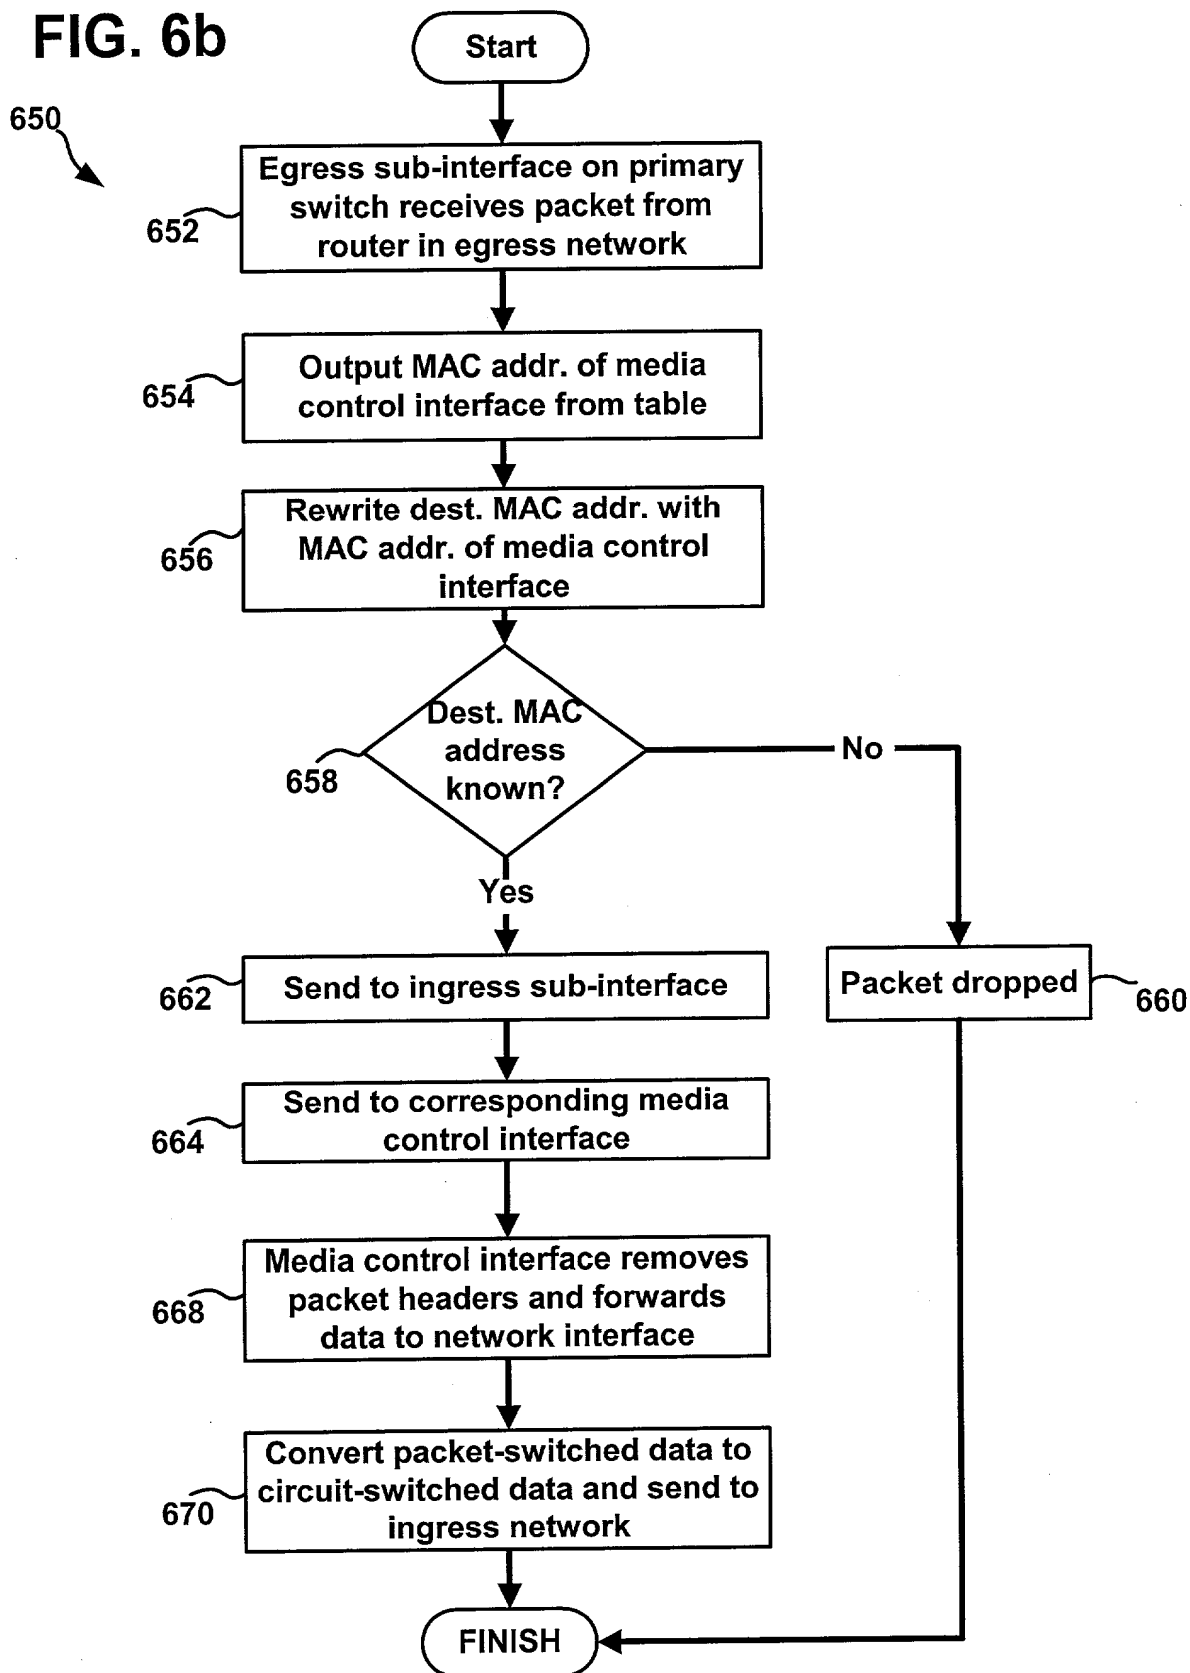 FIG. 6b
Start
650
Egress sub-interface on primary
switch receives packet from
router in egress network
652
Output MAC addr. of media
control interface from table
654
Rewrite dest. MAC addr. with
MAC addr. of media control
interface
656
Dest. MAC
address
known?
658
No
Yes
Send to ingress sub-interface
662
Packet dropped
660
Send to corresponding media
control interface
664
Media control interface removes
packet headers and forwards
data to network interface
668
Convert packet-switched data to
circuit-switched data and send to
ingress network
670
FINISH